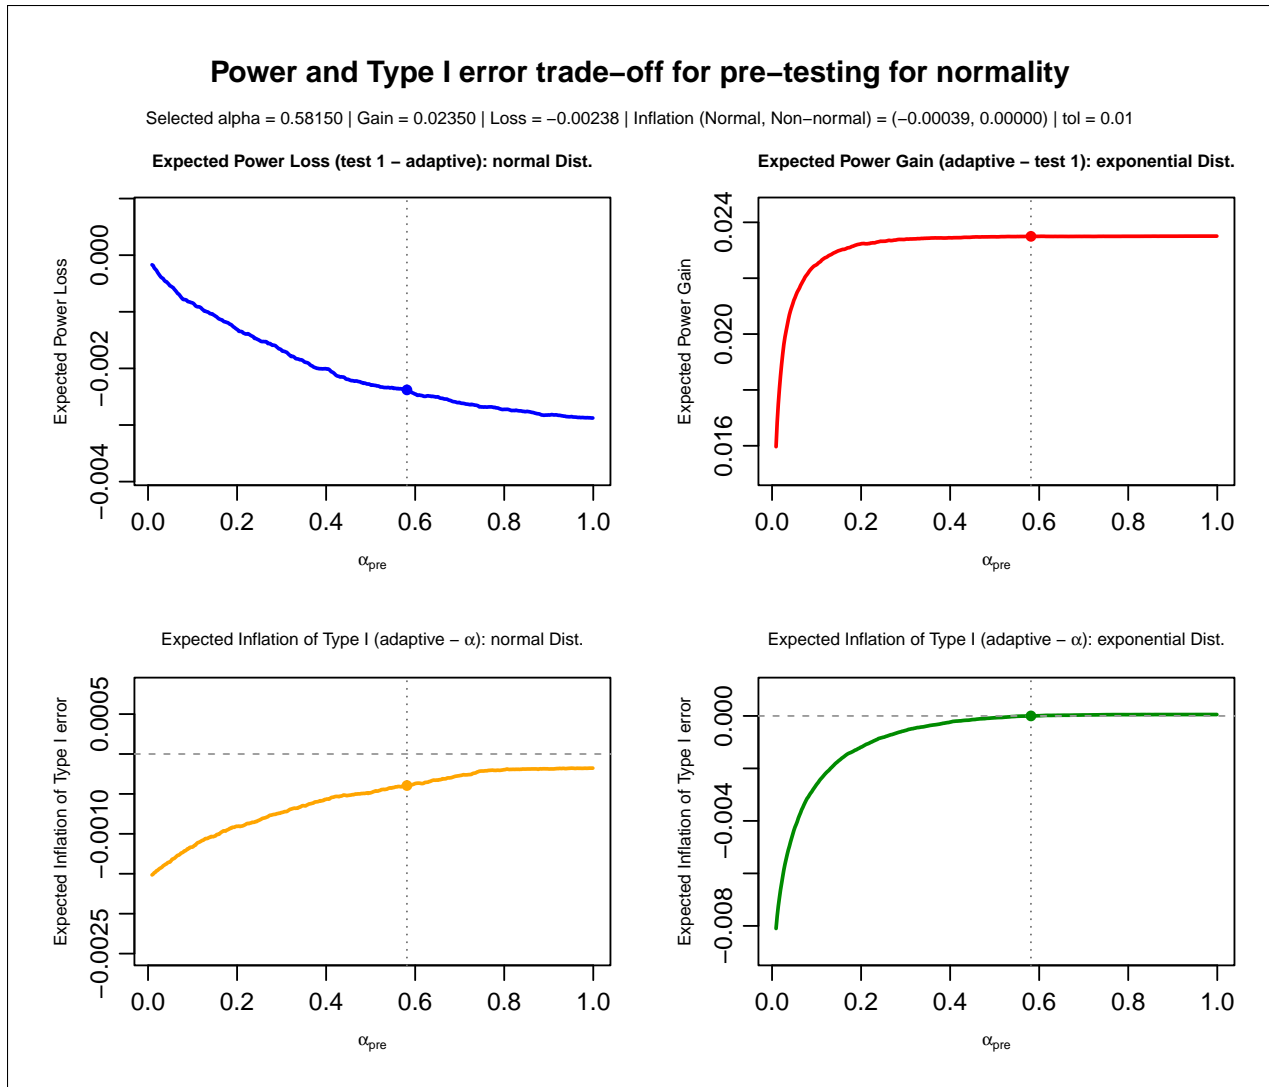 Power and Type I error trade−off for pre−testing for normality
Selected alpha = 0.58150 | Gain = 0.02350 | Loss = −0.00238 | Inflation (Normal, Non−normal) = (−0.00039, 0.00000) | tol = 0.01
Expected Power Loss (test 1 − adaptive): normal Dist.
Expected Power Loss
0.000
−0.002
−0.004
0.0 0.2 0.4 0.6 0.8 1.0
αpre
Expected Power Gain (adaptive − test 1): exponential Dist.
Expected Power Gain
0.024
0.020
0.016
0.0 0.2 0.4 0.6 0.8 1.0
αpre
Expected Inflation of Type I (adaptive − α): normal Dist.
Expected Inflation of Type I error
0.0005
−0.0010
−0.0025
0.0 0.2 0.4 0.6 0.8 1.0
αpre
Expected Inflation of Type I (adaptive − α): exponential Dist.
Expected Inflation of Type I error
0.000
−0.004
−0.008
0.0 0.2 0.4 0.6 0.8 1.0
αpre